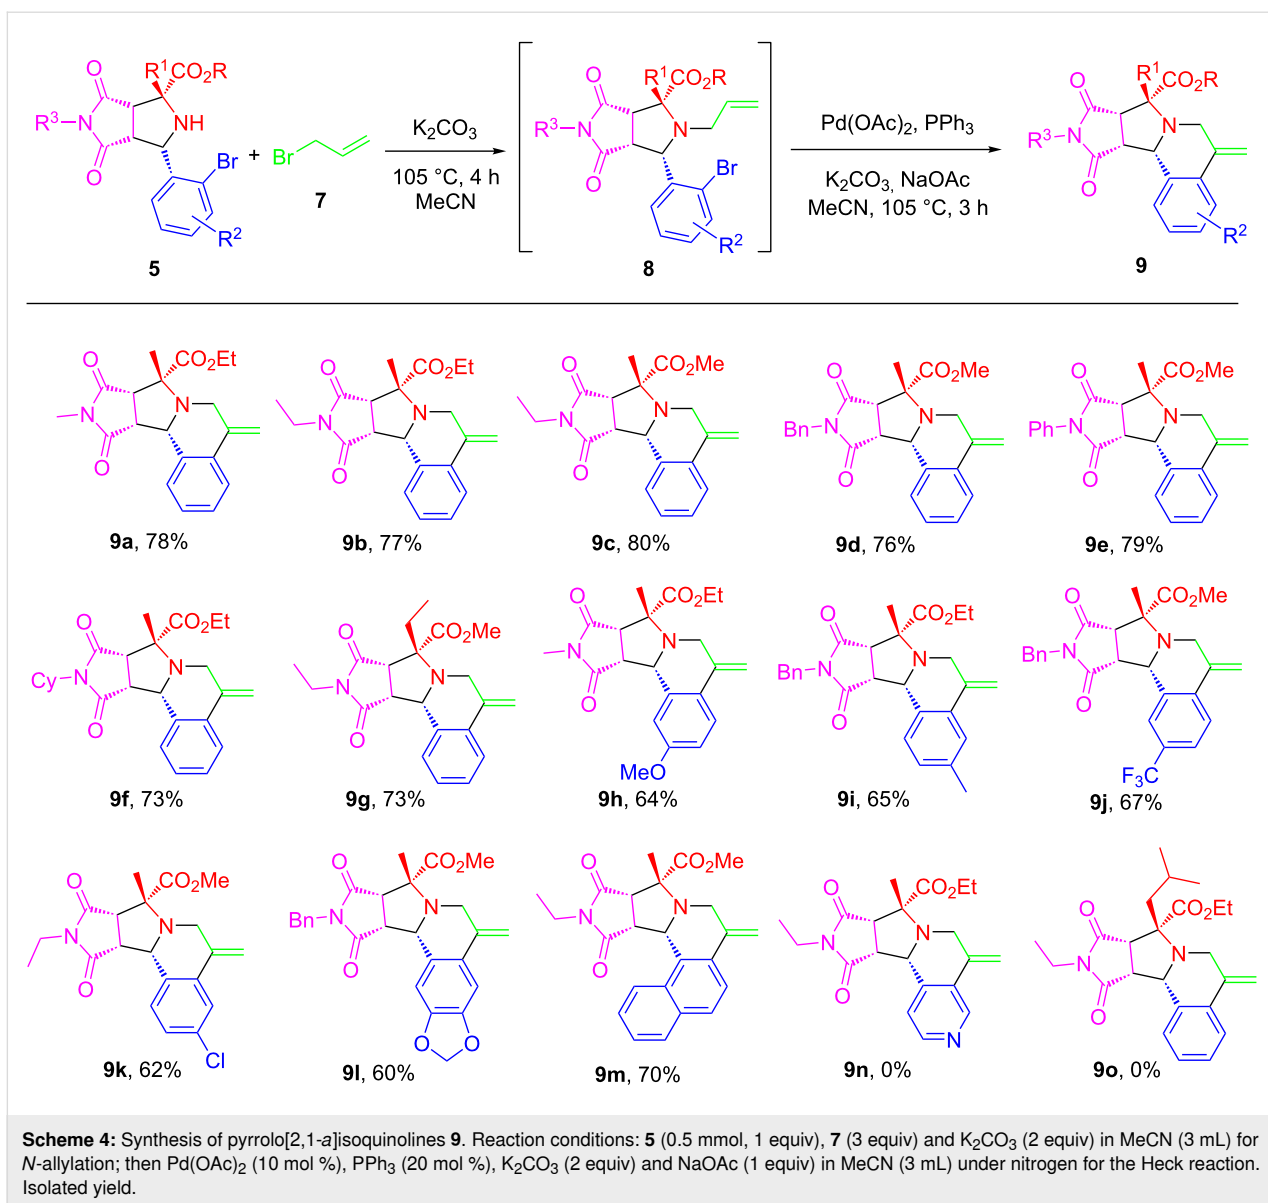 O R¹ CO₂R
R³ N NH
O Br
R²
5
+
Br
7
K₂CO₃
105 °C, 4 h
MeCN
O R¹ CO₂R
R³ N N
O Br
R²
8
Pd(OAc)₂, PPh₃
K₂CO₃, NaOAc
MeCN, 105 °C, 3 h
O R¹ CO₂R
R³ N N
O
R²
9
O CO₂Et
N N
O
9a, 78%
O CO₂Et
N N
O
9b, 77%
O CO₂Me
N N
O
9c, 80%
O CO₂Me
Bn N N
O
9d, 76%
O CO₂Me
Ph N N
O
9e, 79%
O CO₂Et
Cy N N
O
9f, 73%
O CO₂Me
N N
O
9g, 73%
O CO₂Et
N N
O
MeO
9h, 64%
O CO₂Et
Bn N N
O
9i, 65%
O CO₂Me
Bn N N
O
F₃C
9j, 67%
O CO₂Me
N N
O
Cl
9k, 62%
O CO₂Me
Bn N N
O
O O
9l, 60%
O CO₂Me
N N
O
9m, 70%
O CO₂Et
N N
O
N
9n, 0%
O CO₂Et
N N
O
9o, 0%
Scheme 4: Synthesis of pyrrolo[2,1-a]isoquinolines 9. Reaction conditions: 5 (0.5 mmol, 1 equiv), 7 (3 equiv) and K₂CO₃ (2 equiv) in MeCN (3 mL) for
N-allylation; then Pd(OAc)₂ (10 mol %), PPh₃ (20 mol %), K₂CO₃ (2 equiv) and NaOAc (1 equiv) in MeCN (3 mL) under nitrogen for the Heck reaction.
Isolated yield.